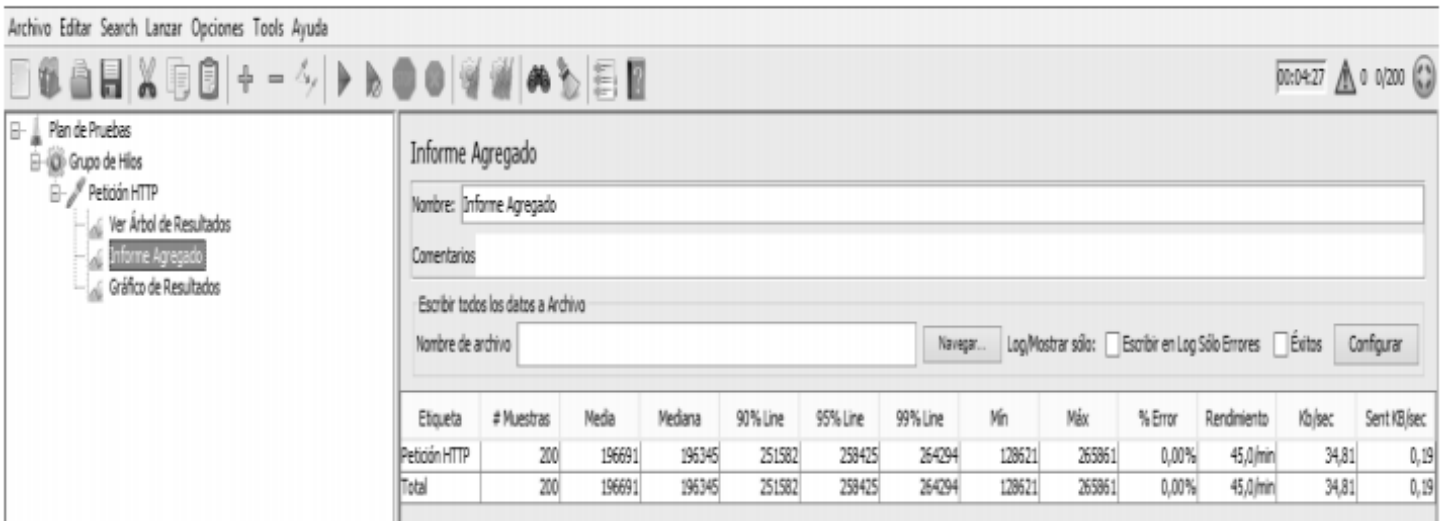 Archivo Editar Search Lanzar Opciones Tools Ayuda
00:04:27 0 0/200
Plan de Pruebas
Grupo de Hilos
Petición HTTP
Ver Árbol de Resultados
Informe Agregado
Gráfico de Resultados
Informe Agregado
Nombre: Informe Agregado
Comentarios
Escribir todos los datos a Archivo
Nombre de archivo Navegar... Log/Mostrar sólo: Escribir en Log Sólo Errores Éxitos Configurar
Etiqueta # Muestras Media Mediana 90% Line 95% Line 99% Line Mín Máx % Error Rendimiento Kb/sec Sent KB/sec
Petición HTTP 200 196691 196345 251582 258425 264294 128621 265861 0,00% 45,0/min 34,81 0,19
Total 200 196691 196345 251582 258425 264294 128621 265861 0,00% 45,0/min 34,81 0,19